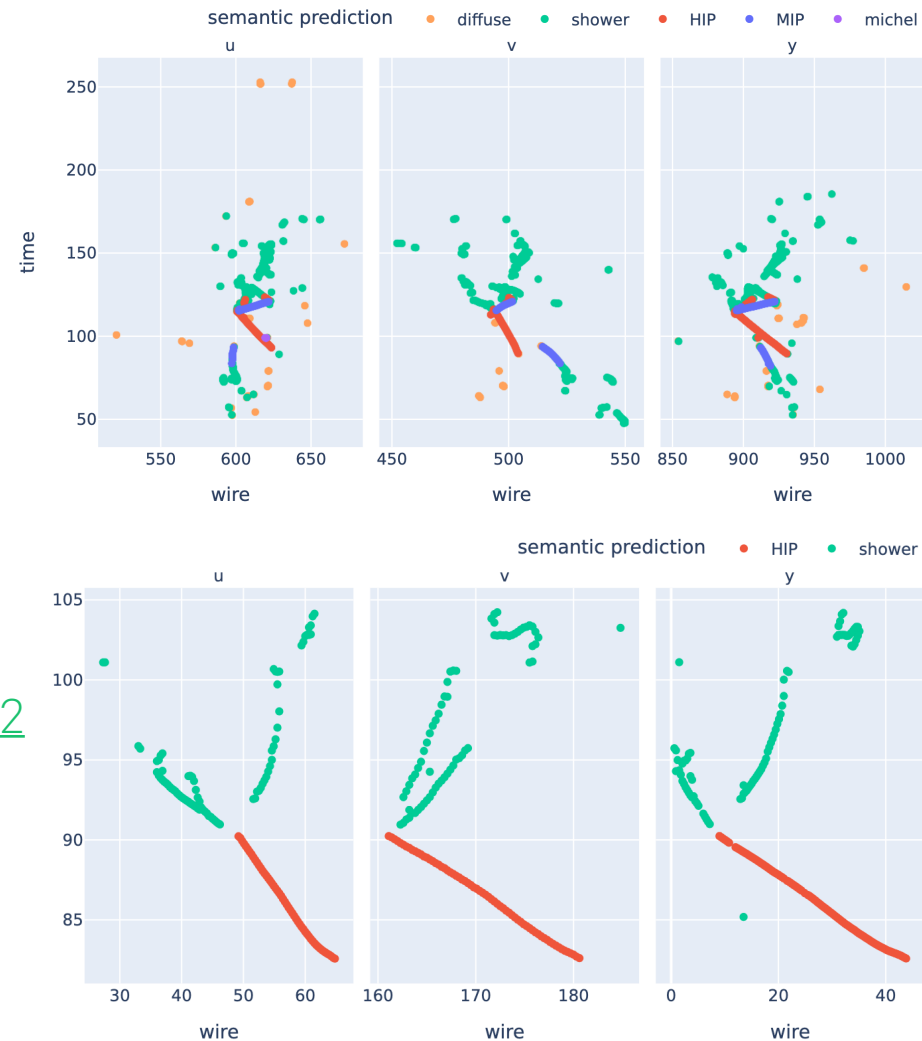 semantic prediction diffuse shower HIP MIP michel
u v y
250
200
150
100
50
time
550 600 650 450 500 550 850 900 950 1000
wire wire wire
semantic prediction HIP shower
u v y
105
100
95
90
85
2
30 40 50 60 160 170 180 0 20 40
wire wire wire